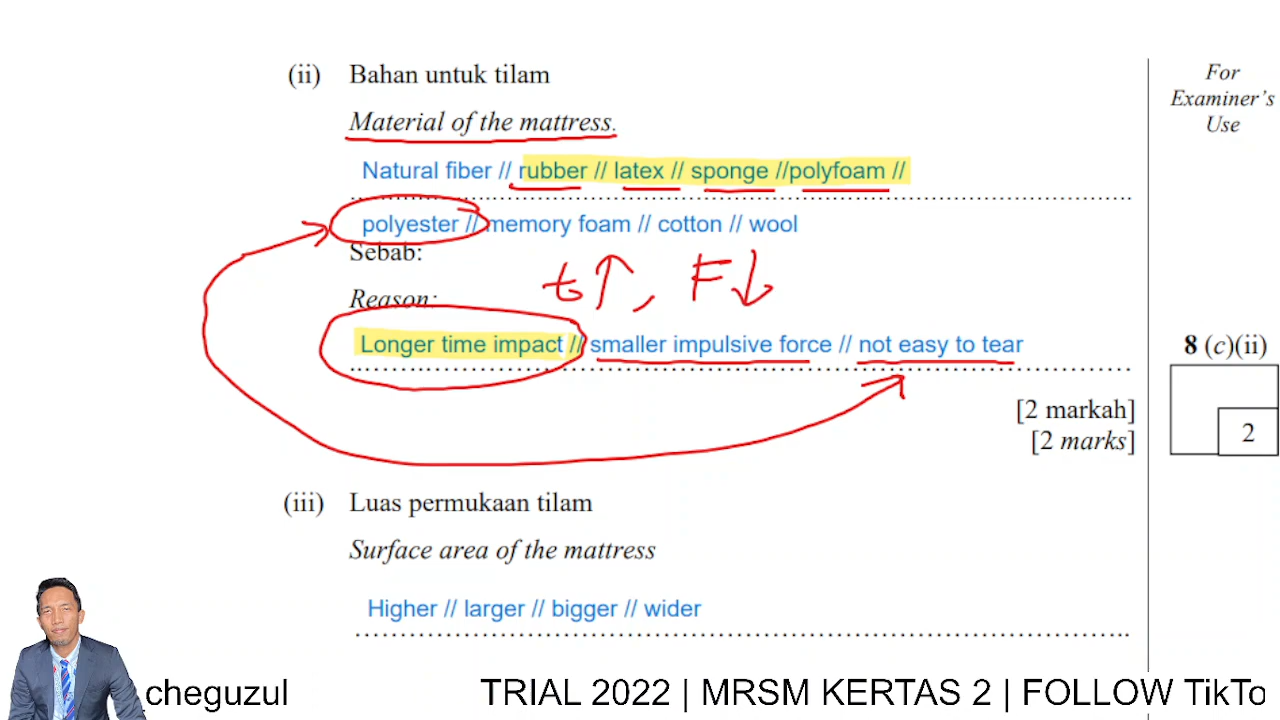 (ii) Bahan untuk tilam
For
Examiner's
Use
Material of the mattress.
Natural fiber // rubber // latex // sponge //polyfoam //
polyester // memory foam // cotton // wool
Sebab:
t↑, F↓
Reason:
Longer time impact // smaller impulsive force // not easy to tear
8 (c)(ii)
[2 markah]
2
[2 marks]
(iii) Luas permukaan tilam
Surface area of the mattress
Higher // larger // bigger // wider
cheguzul TRIAL 2022 | MRSM KERTAS 2 | FOLLOW TikTo